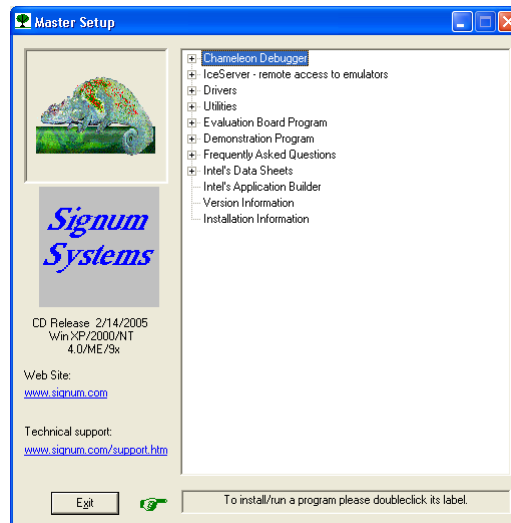 Master Setup
Chameleon Debugger
IceServer - remote access to emulators
Drivers
Utilities
Evaluation Board Program
Demonstration Program
Frequently Asked Questions
Intel's Data Sheets
Intel's Application Builder
Version Information
Installation Information
Signum
Systems
CD Release 2/14/2005
Win XP/2000/NT
4.0/ME/9x
Web Site:
www.signum.com
Technical support:
www.signum.com/support.htm
Exit
To install/run a program please doubleclick its label.